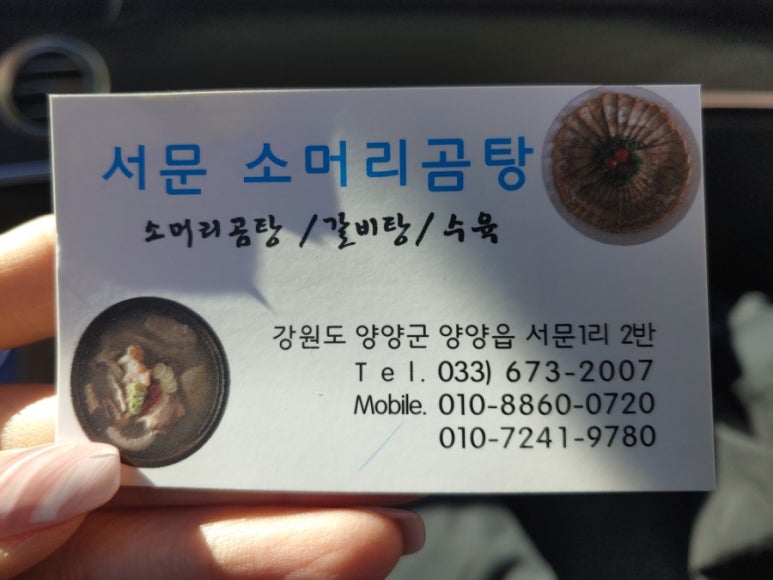 서문 소머리곰탕
소머리곰탕 / 갈비탕 / 수육
강원도 양양군 양양읍 서문1리 2반
Tel. 033) 673-2007
Mobile. 010-8860-0720
010-7241-9780